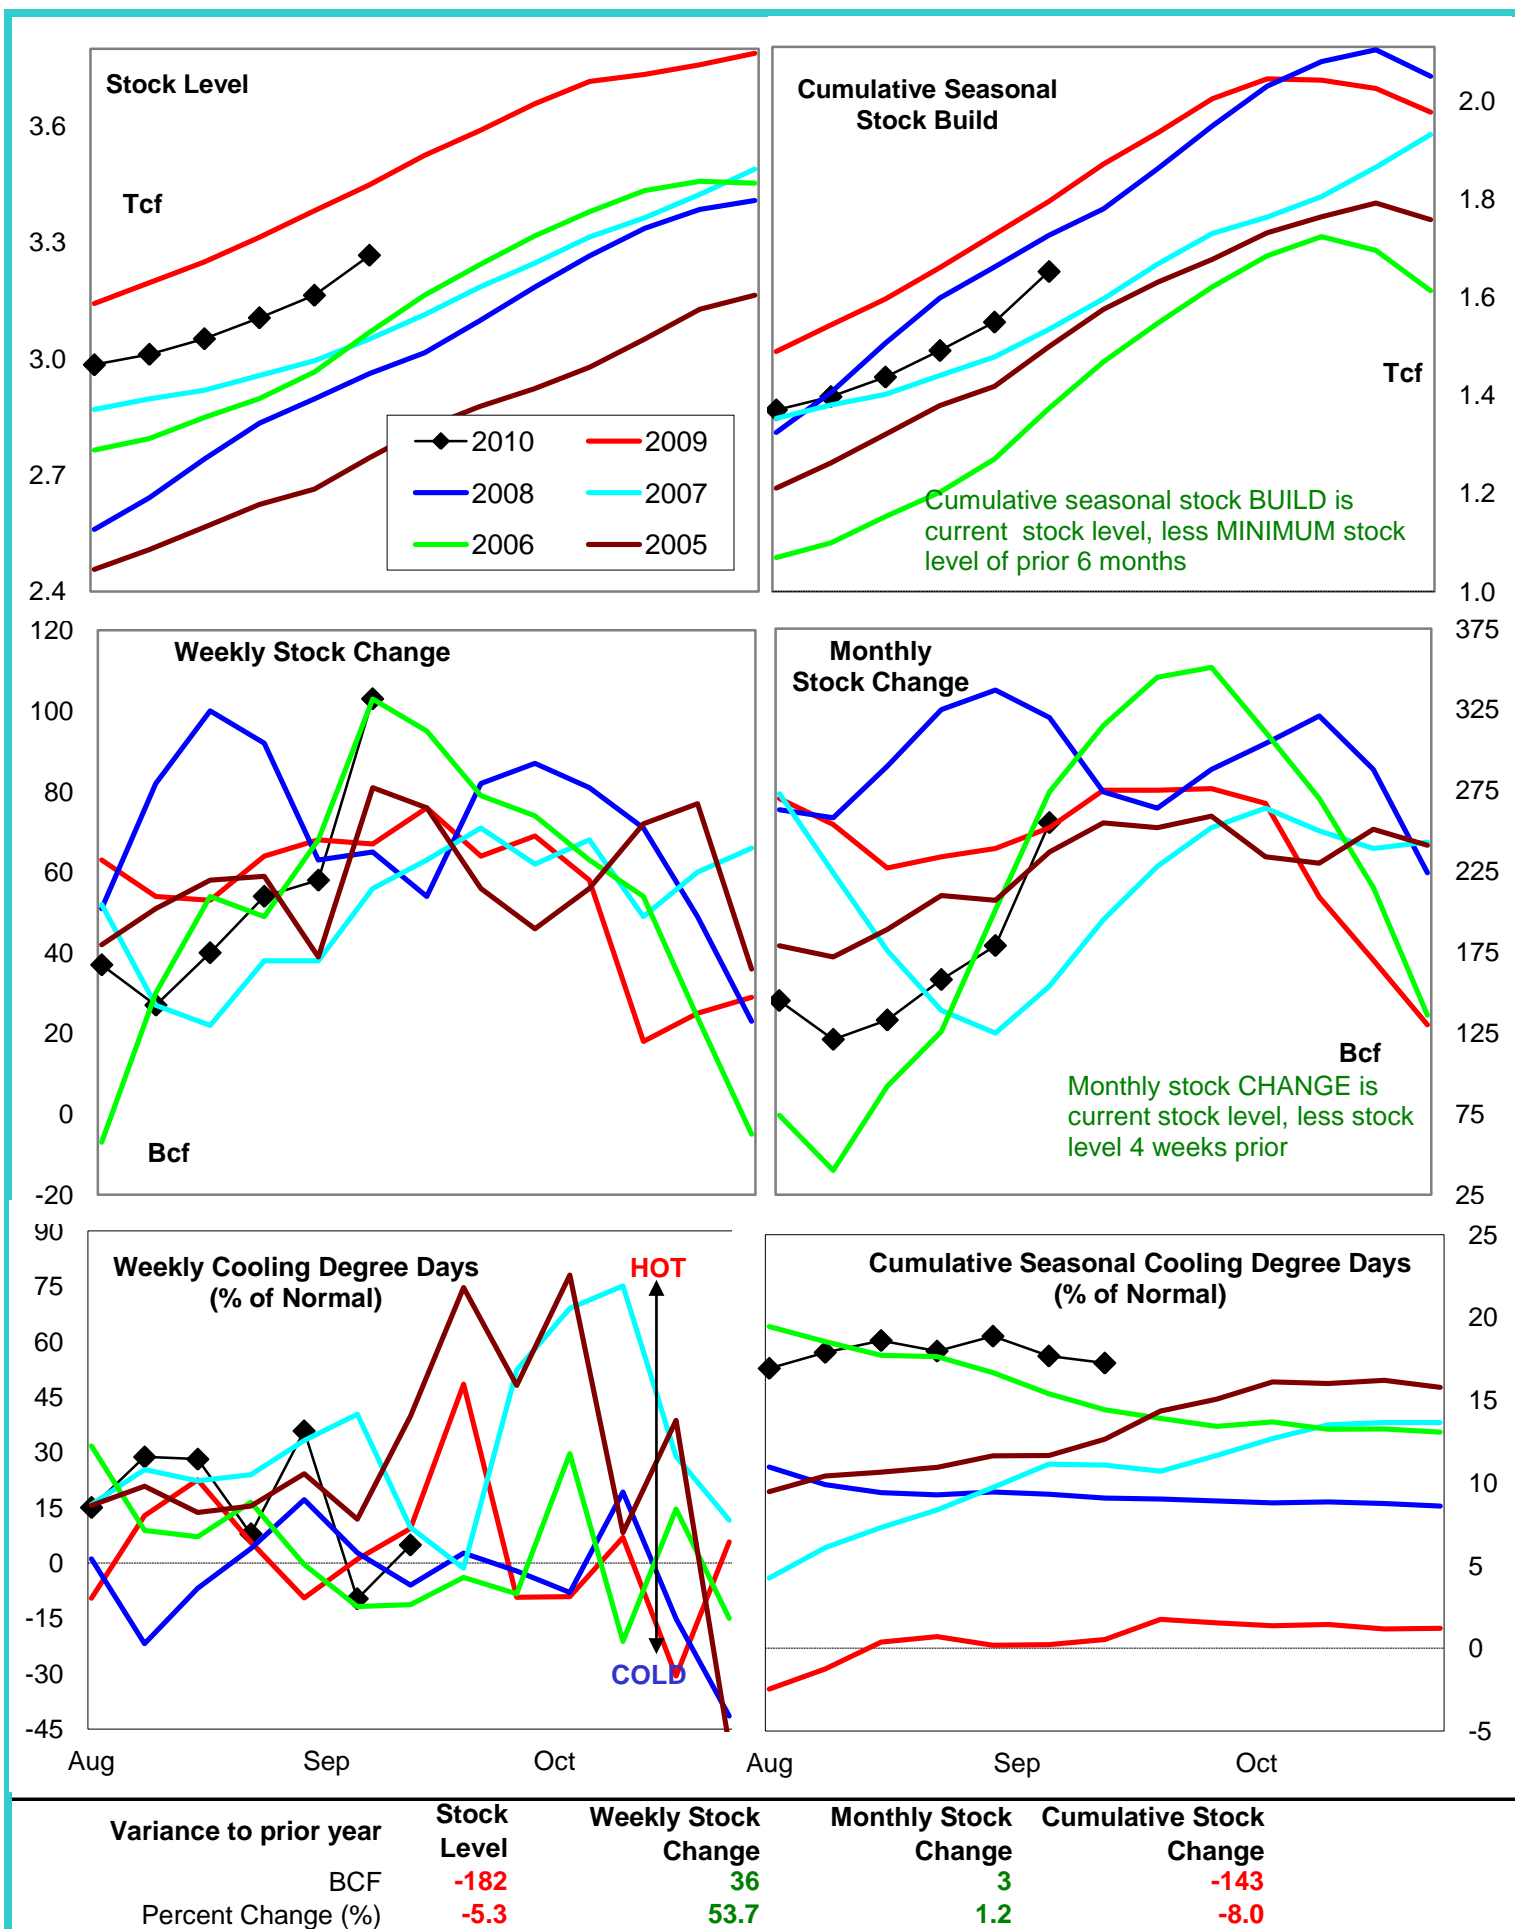 Stock Level
Tcf
3.6
3.3
3.0
2.7
2.4
2010
2009
2008
2007
2006
2005
Cumulative Seasonal
Stock Build
2.0
1.8
1.6
1.4
1.2
1.0
Tcf
Cumulative seasonal stock BUILD is
current stock level, less MINIMUM stock
level of prior 6 months
Weekly Stock Change
120
100
80
60
40
20
0
-20
Bcf
Monthly
Stock Change
375
325
275
225
175
125
75
25
Bcf
Monthly stock CHANGE is
current stock level, less stock
level 4 weeks prior
Weekly Cooling Degree Days
(% of Normal)
HOT
COLD
90
75
60
45
30
15
0
-15
-30
-45
Aug Sep Oct
Cumulative Seasonal Cooling Degree Days
(% of Normal)
25
20
15
10
5
0
-5
Aug Sep Oct
Variance to prior year
Stock
Level
Weekly Stock
Change
Monthly Stock
Change
Cumulative Stock
Change
BCF -182 36 3 -143
Percent Change (%) -5.3 53.7 1.2 -8.0